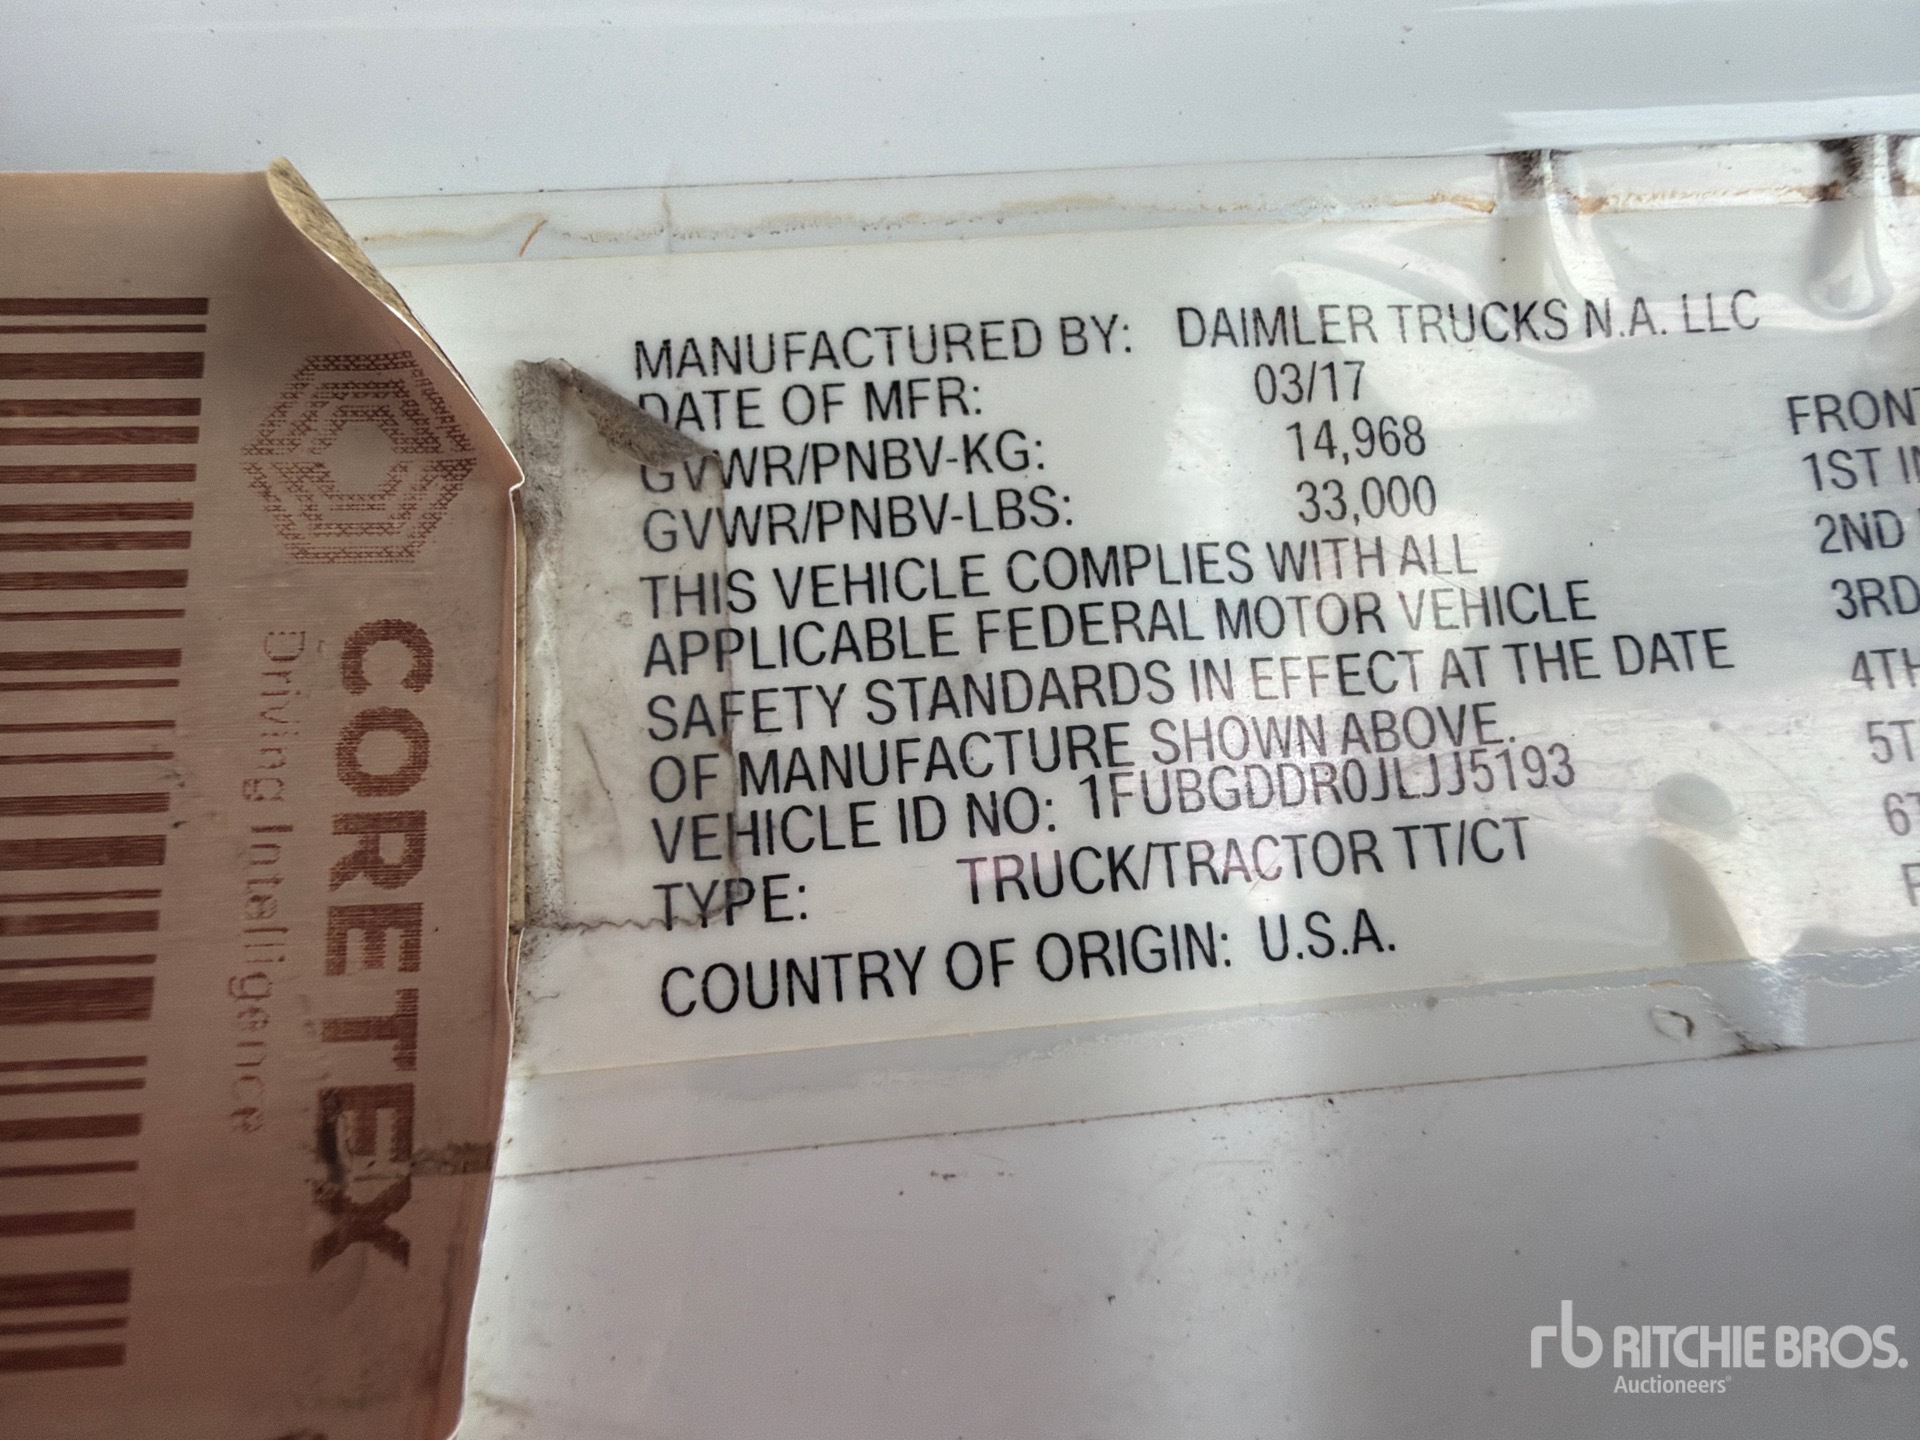 CORETEX
Driving Intelligence
MANUFACTURED BY: DAIMLER TRUCKS N.A. LLC
DATE OF MFR: 03/17
GVWR/PNBV-KG: 14,968
GVWR/PNBV-LBS: 33,000
THIS VEHICLE COMPLIES WITH ALL
APPLICABLE FEDERAL MOTOR VEHICLE
SAFETY STANDARDS IN EFFECT AT THE DATE
OF MANUFACTURE SHOWN ABOVE.
VEHICLE ID NO: 1FUBGDDR0JLJJ5193
TYPE: TRUCK/TRACTOR TT/CT
COUNTRY OF ORIGIN: U.S.A.
FRONT
1ST
2ND
3RD
4TH
rb RITCHIE BROS.
Auctioneers